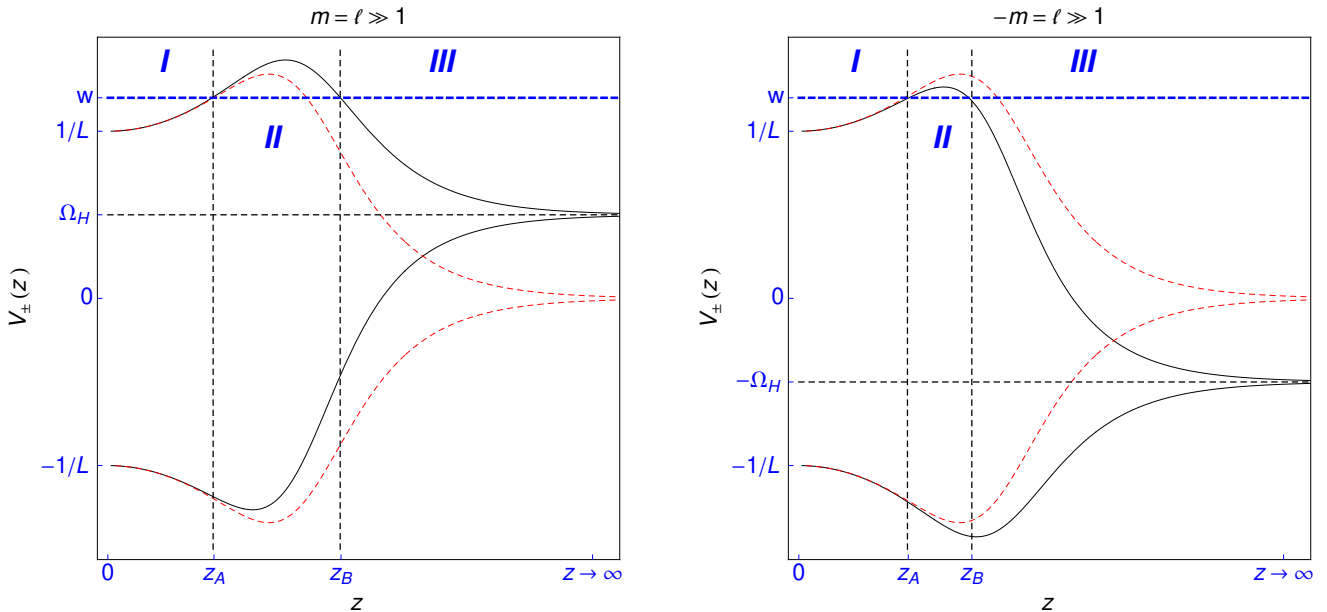 m = ℓ ≫ 1
I
III
w
II
1/L
Ω_H
0
−1/L
V_±(z)
0
z_A
z_B
z → ∞
z
−m = ℓ ≫ 1
I
III
w
II
1/L
0
−Ω_H
−1/L
V_±(z)
0
z_A
z_B
z → ∞
z